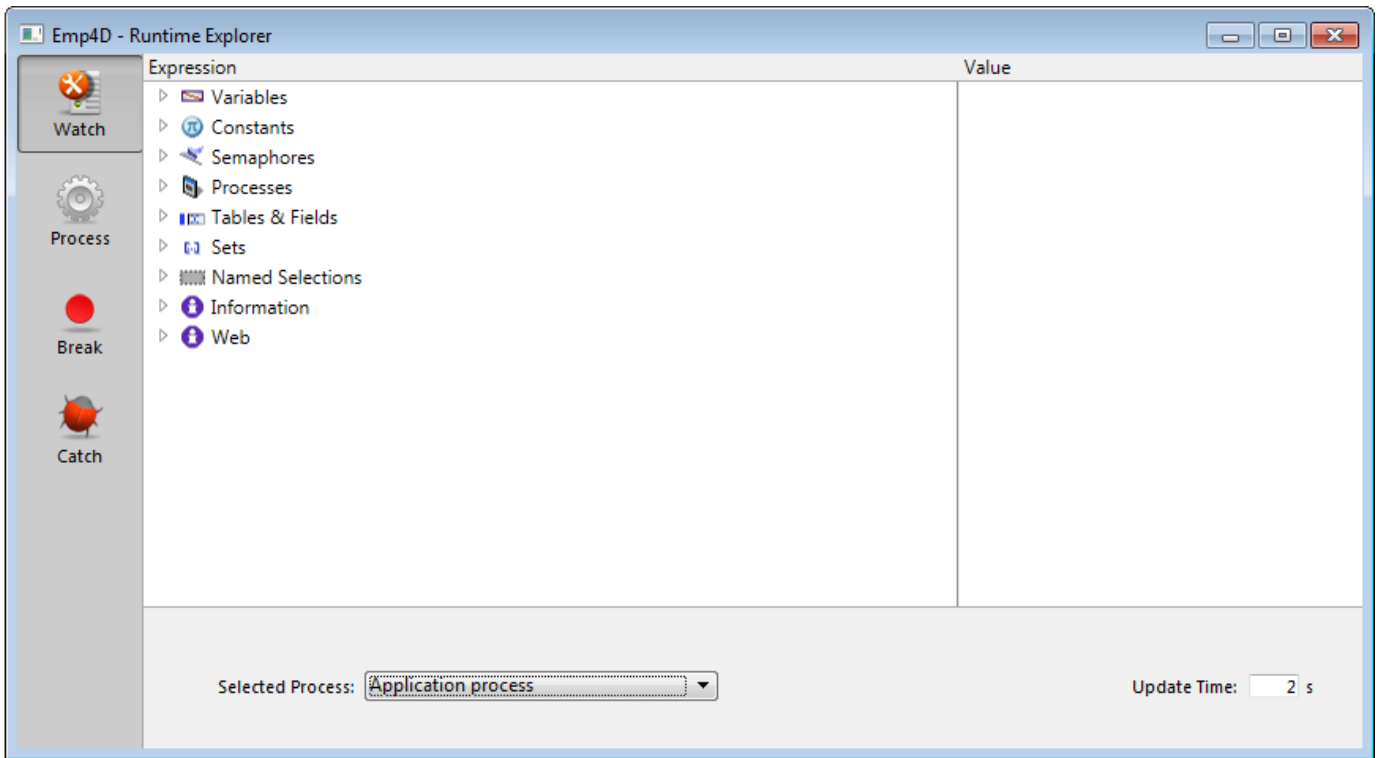 Emp4D - Runtime Explorer
Expression Value
Watch
Process
Break
Catch
Variables
Constants
Semaphores
Processes
Tables & Fields
Sets
Named Selections
Information
Web
Selected Process: Application process Update Time: 2 s